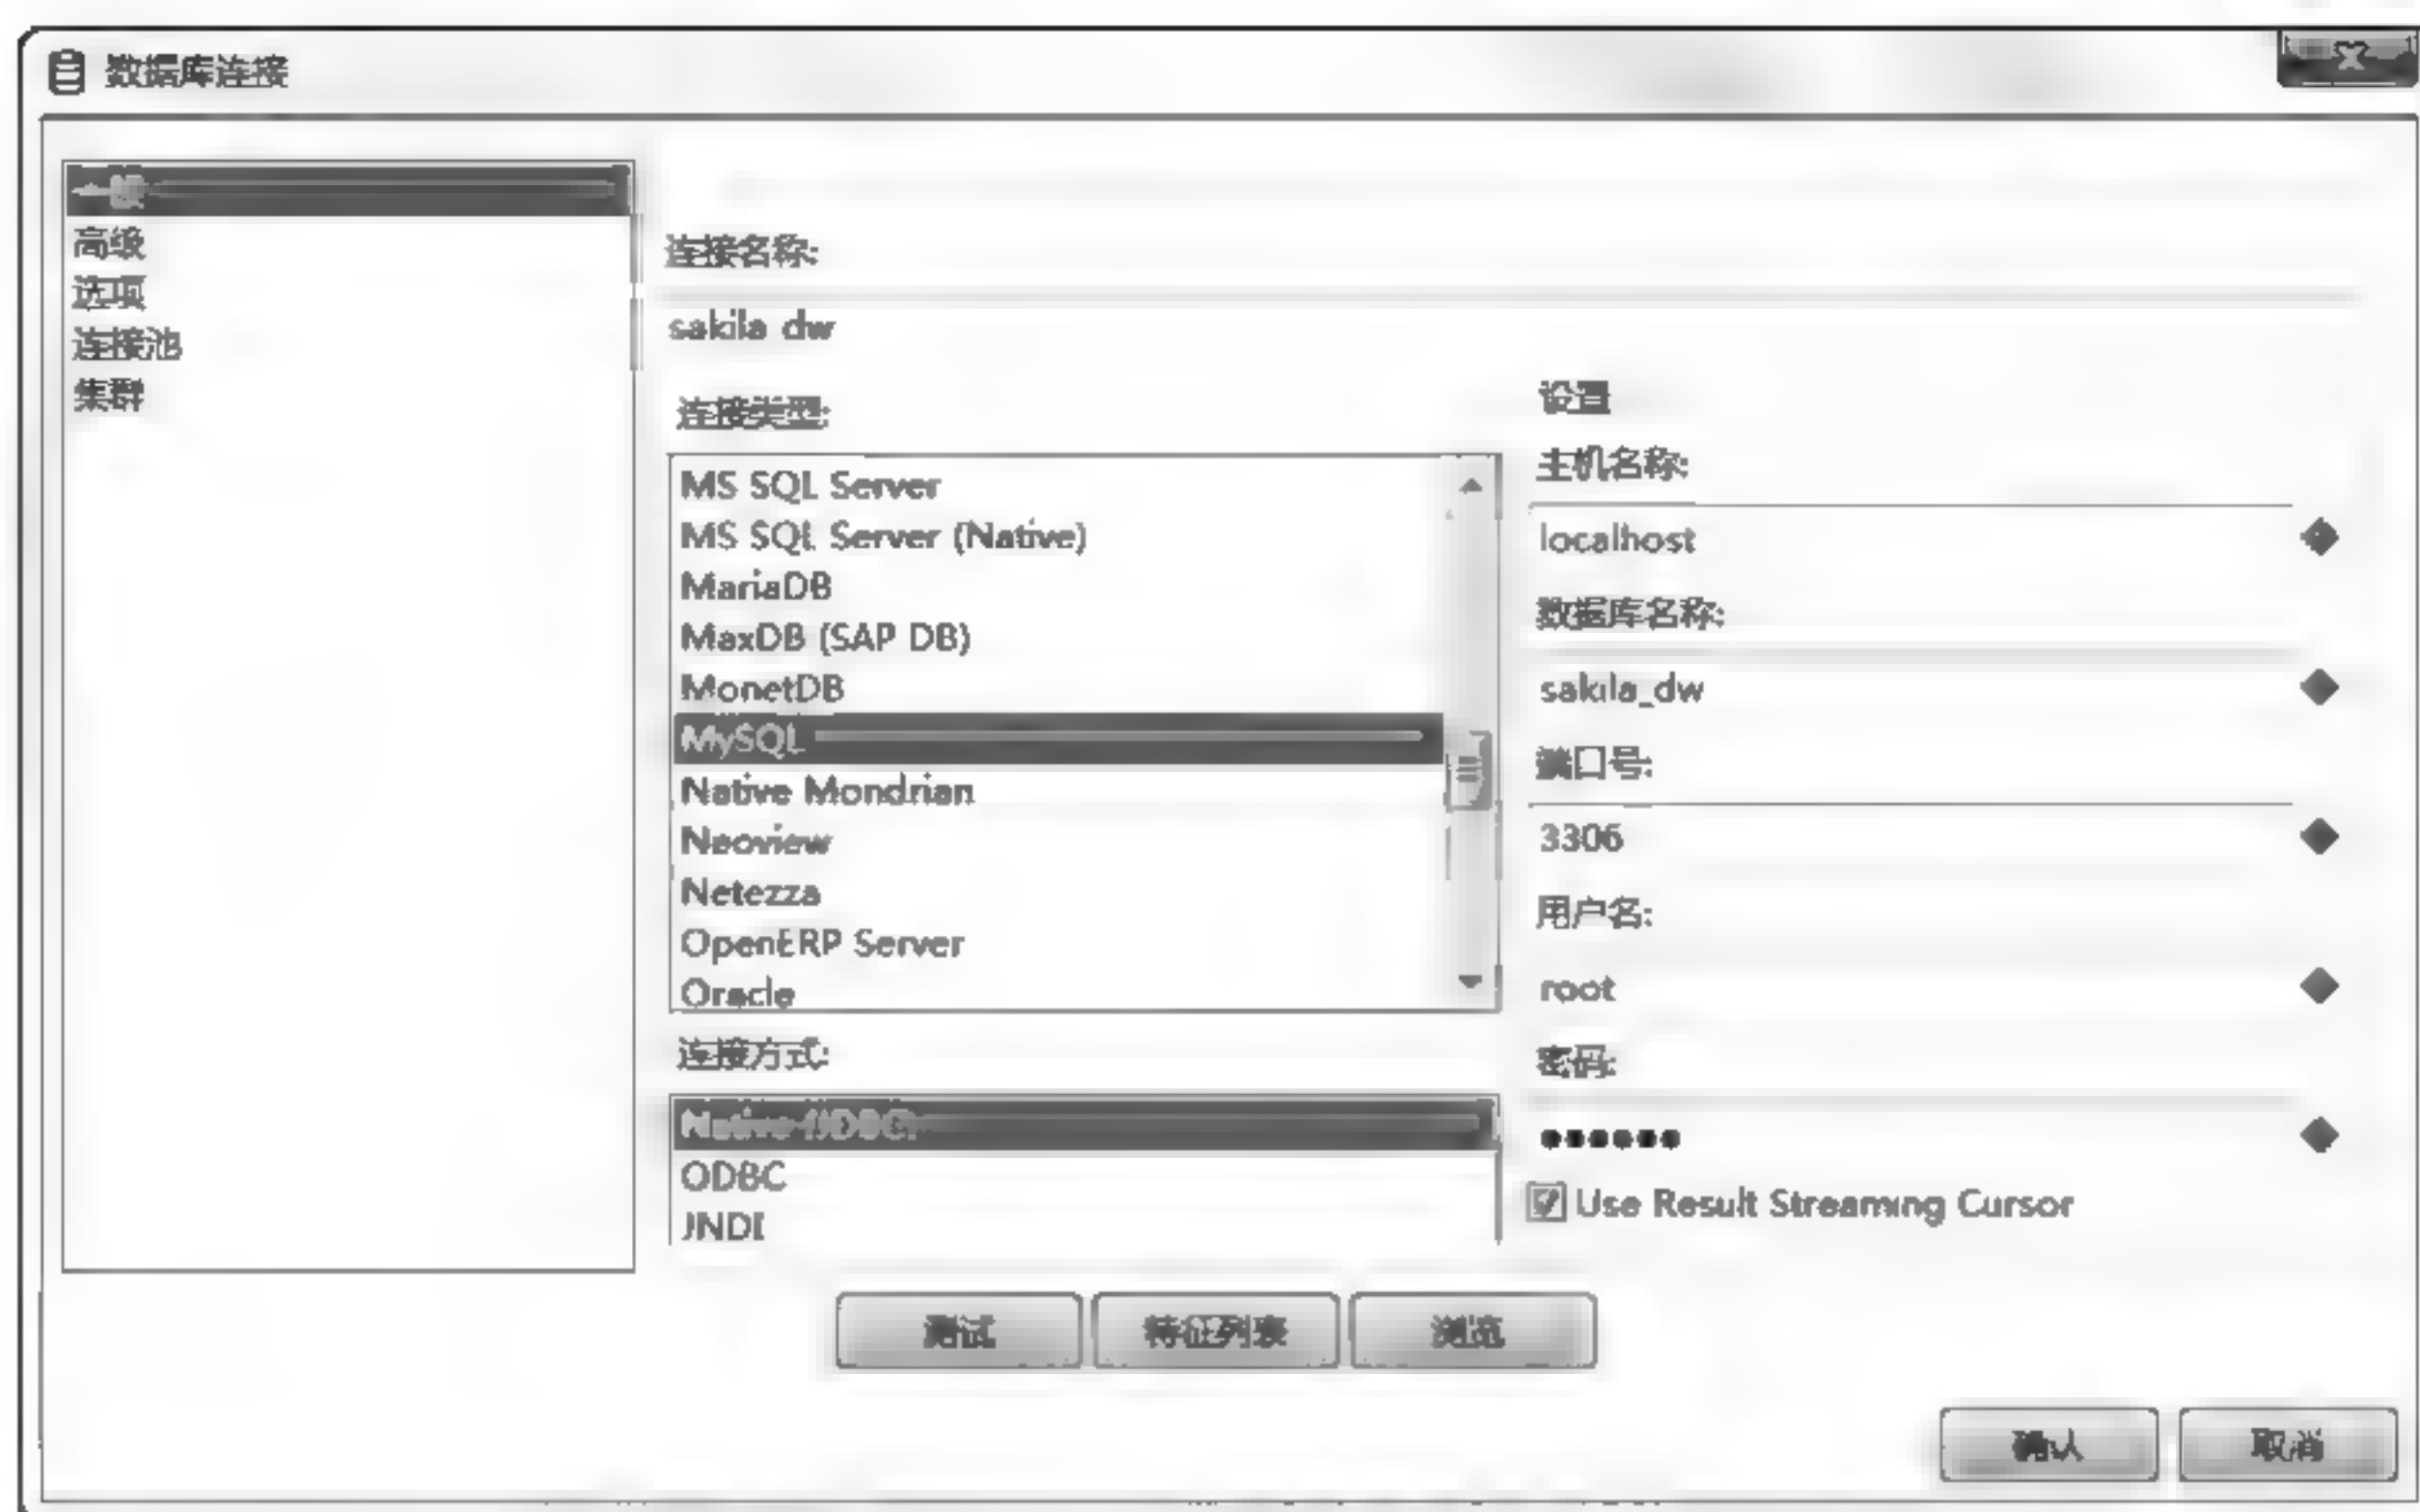 数据库连接
一般
高级
选项
连接池
集群
连接名称:
sakila dw
连接类型:
MS SQL Server
MS SQL Server (Native)
MariaDB
MaxDB (SAP DB)
MonetDB
MySQL
Native Mondrian
Neoview
Netezza
OpenERP Server
Oracle
连接方式:
Native (JDBC)
ODBC
JNDI
设置
主机名称:
localhost
数据库名称:
sakila_dw
端口号:
3306
用户名:
root
密码:
●●●●●●
Use Result Streaming Cursor
测试 特征列表 浏览
确认 取消